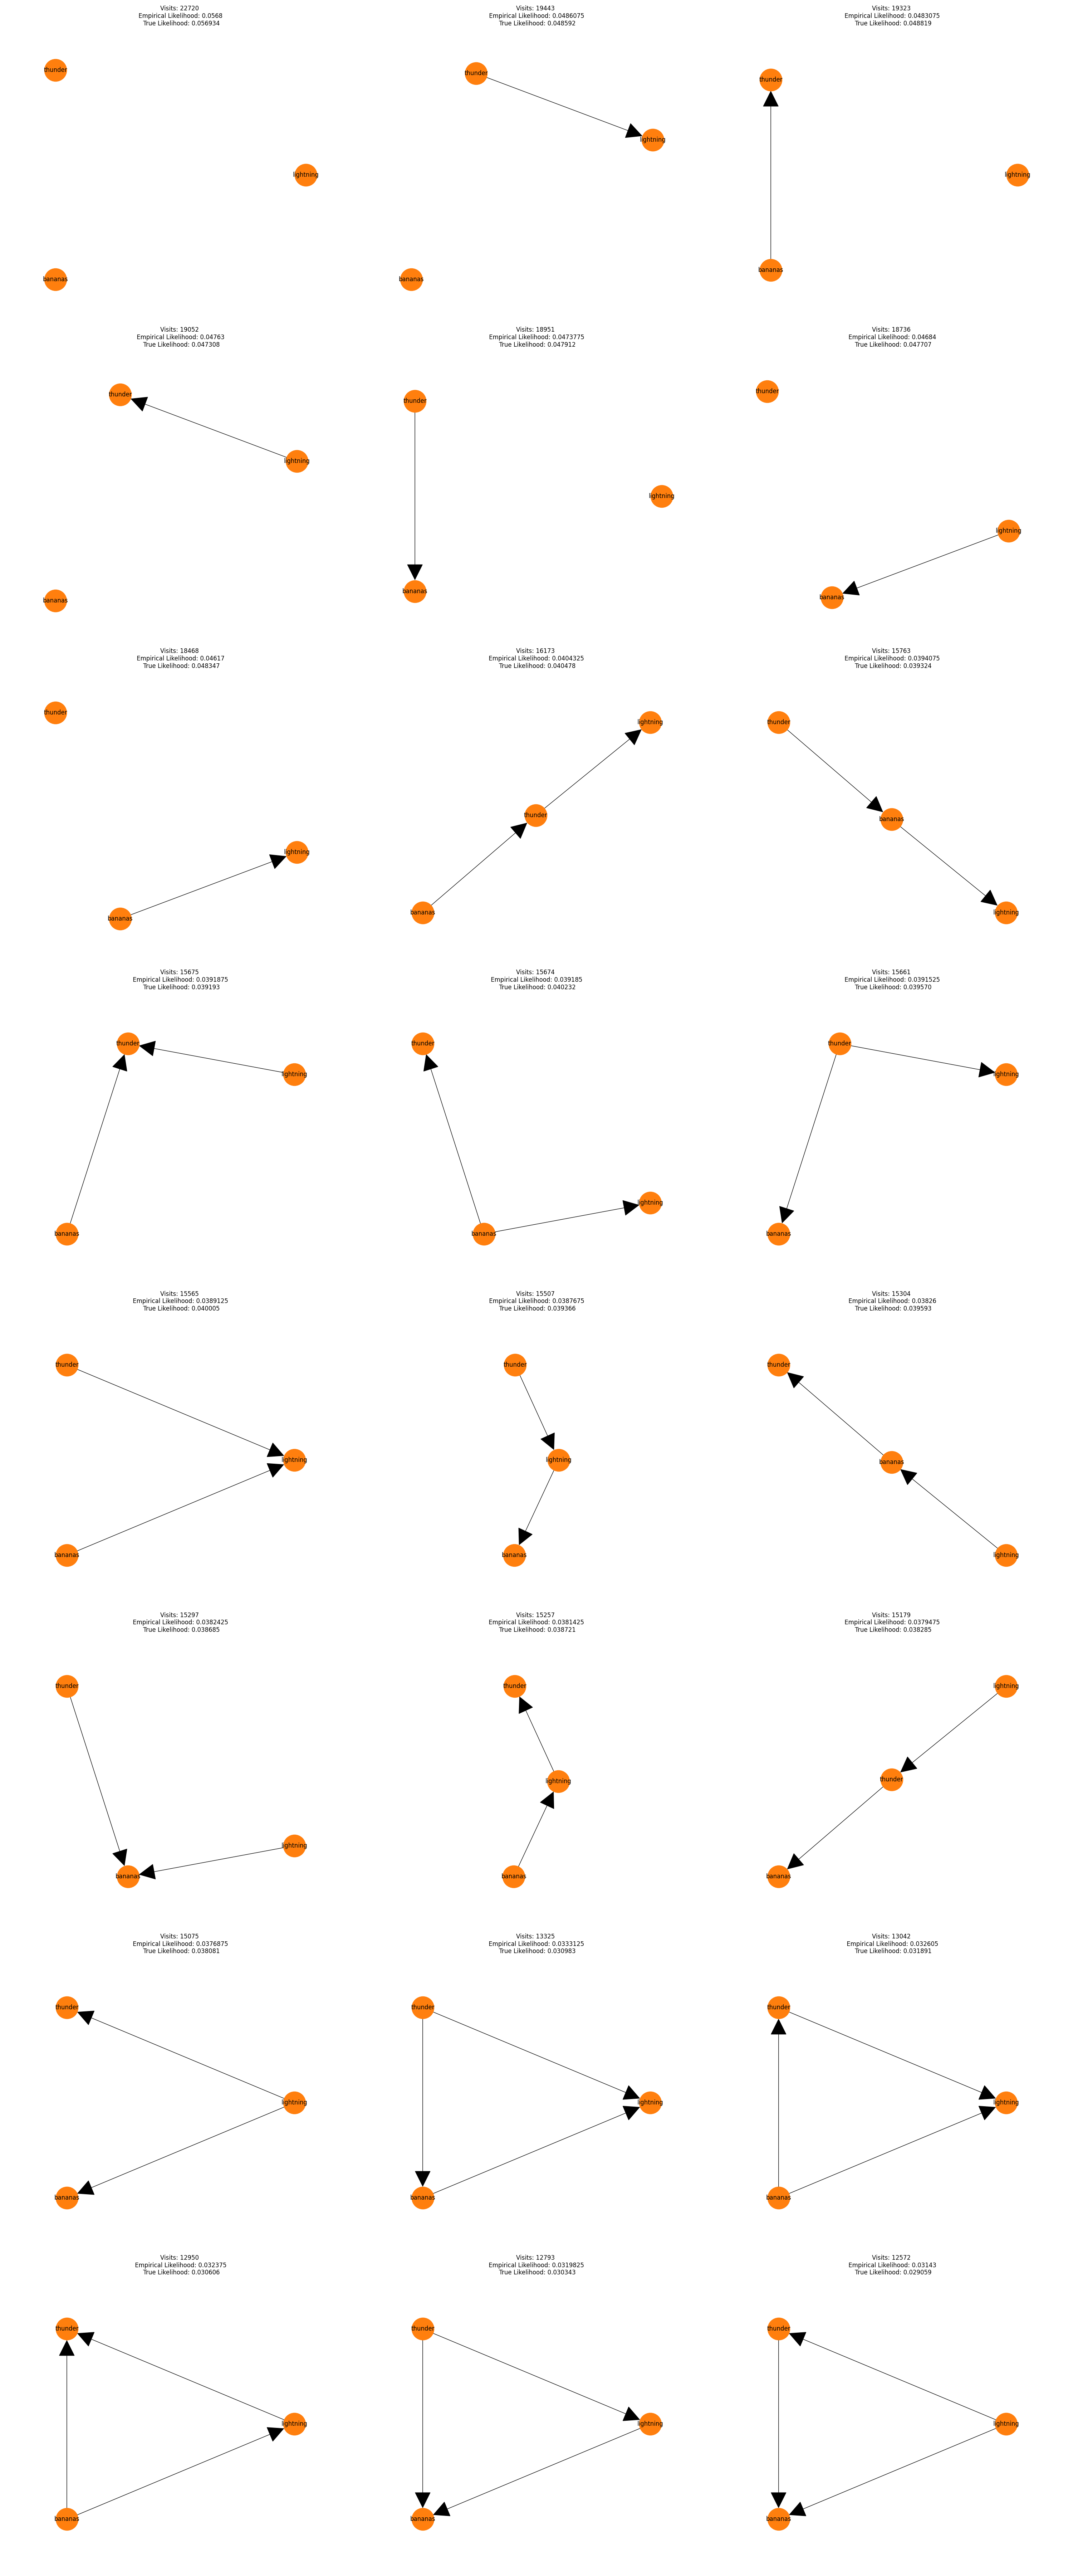 Visits: 22720
Empirical Likelihood: 0.0568
True Likelihood: 0.056934
thunder
lightning
bananas
Visits: 19443
Empirical Likelihood: 0.0486075
True Likelihood: 0.048592
thunder
lightning
bananas
Visits: 19323
Empirical Likelihood: 0.0483075
True Likelihood: 0.048819
thunder
lightning
bananas
Visits: 19052
Empirical Likelihood: 0.04763
True Likelihood: 0.047308
thunder
lightning
bananas
Visits: 18951
Empirical Likelihood: 0.0473775
True Likelihood: 0.047912
thunder
lightning
bananas
Visits: 18736
Empirical Likelihood: 0.04684
True Likelihood: 0.047707
thunder
lightning
bananas
Visits: 18468
Empirical Likelihood: 0.04617
True Likelihood: 0.048347
thunder
lightning
bananas
Visits: 16173
Empirical Likelihood: 0.0404325
True Likelihood: 0.040478
lightning
thunder
bananas
Visits: 15763
Empirical Likelihood: 0.0394075
True Likelihood: 0.039324
thunder
bananas
lightning
Visits: 15675
Empirical Likelihood: 0.0391875
True Likelihood: 0.039193
thunder
lightning
bananas
Visits: 15674
Empirical Likelihood: 0.039185
True Likelihood: 0.040232
thunder
lightning
bananas
Visits: 15661
Empirical Likelihood: 0.0391525
True Likelihood: 0.039570
thunder
lightning
bananas
Visits: 15565
Empirical Likelihood: 0.0389125
True Likelihood: 0.040005
thunder
lightning
bananas
Visits: 15507
Empirical Likelihood: 0.0387675
True Likelihood: 0.039366
thunder
lightning
bananas
Visits: 15304
Empirical Likelihood: 0.03826
True Likelihood: 0.039593
thunder
bananas
lightning
Visits: 15297
Empirical Likelihood: 0.0382425
True Likelihood: 0.038685
thunder
lightning
bananas
Visits: 15257
Empirical Likelihood: 0.0381425
True Likelihood: 0.038721
thunder
lightning
bananas
Visits: 15179
Empirical Likelihood: 0.0379475
True Likelihood: 0.038285
lightning
thunder
bananas
Visits: 15075
Empirical Likelihood: 0.0376875
True Likelihood: 0.038081
thunder
lightning
bananas
Visits: 13325
Empirical Likelihood: 0.0333125
True Likelihood: 0.030983
thunder
lightning
bananas
Visits: 13042
Empirical Likelihood: 0.032605
True Likelihood: 0.031891
thunder
lightning
bananas
Visits: 12950
Empirical Likelihood: 0.032375
True Likelihood: 0.030606
thunder
lightning
bananas
Visits: 12793
Empirical Likelihood: 0.0319825
True Likelihood: 0.030343
thunder
lightning
bananas
Visits: 12572
Empirical Likelihood: 0.03143
True Likelihood: 0.029059
thunder
lightning
bananas